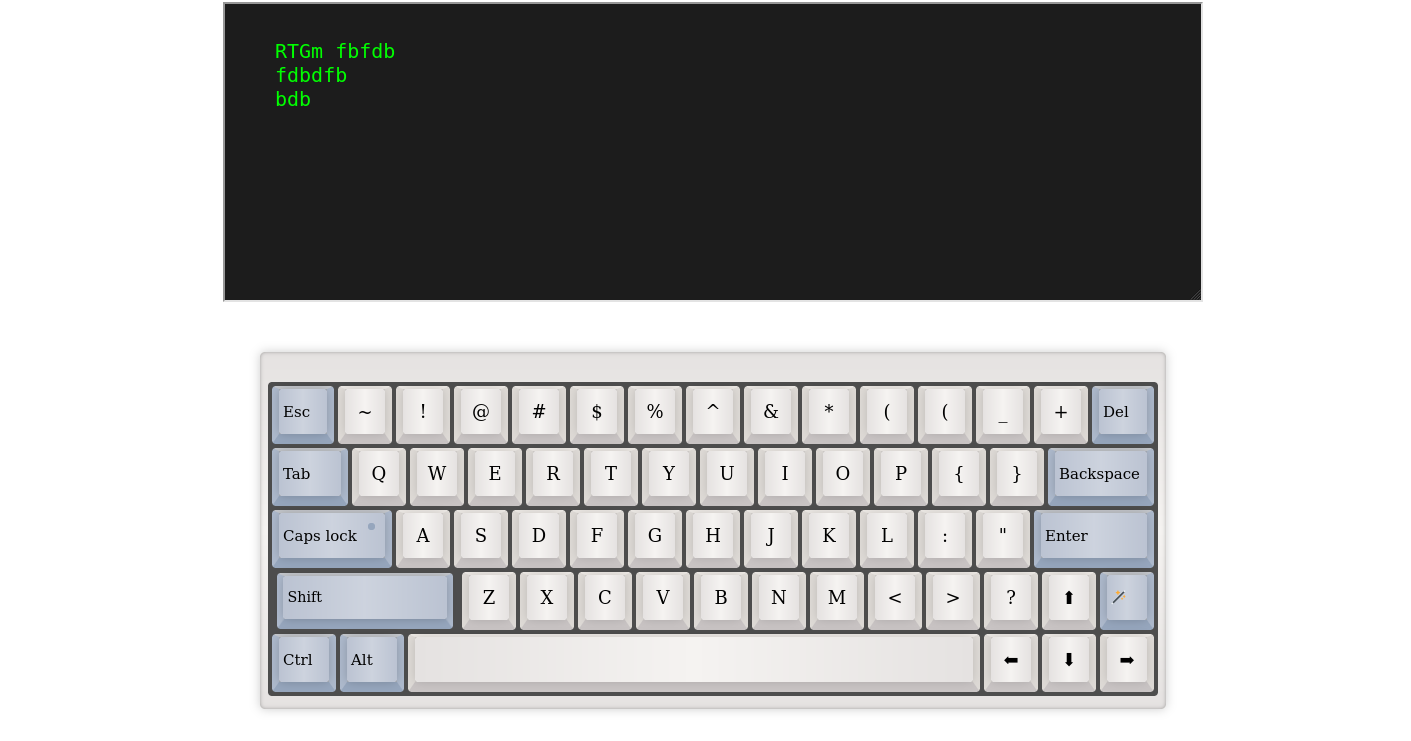 RTGm fbfdb
fdbdfb
bdb
Esc ~ ! @ # $ % ^ & * ( ( _ + Del
Tab Q W E R T Y U I O P { } Backspace
Caps lock A S D F G H J K L : " Enter
Shift Z X C V B N M < > ? ⬆
Ctrl Alt ⬅ ⬇ ➡